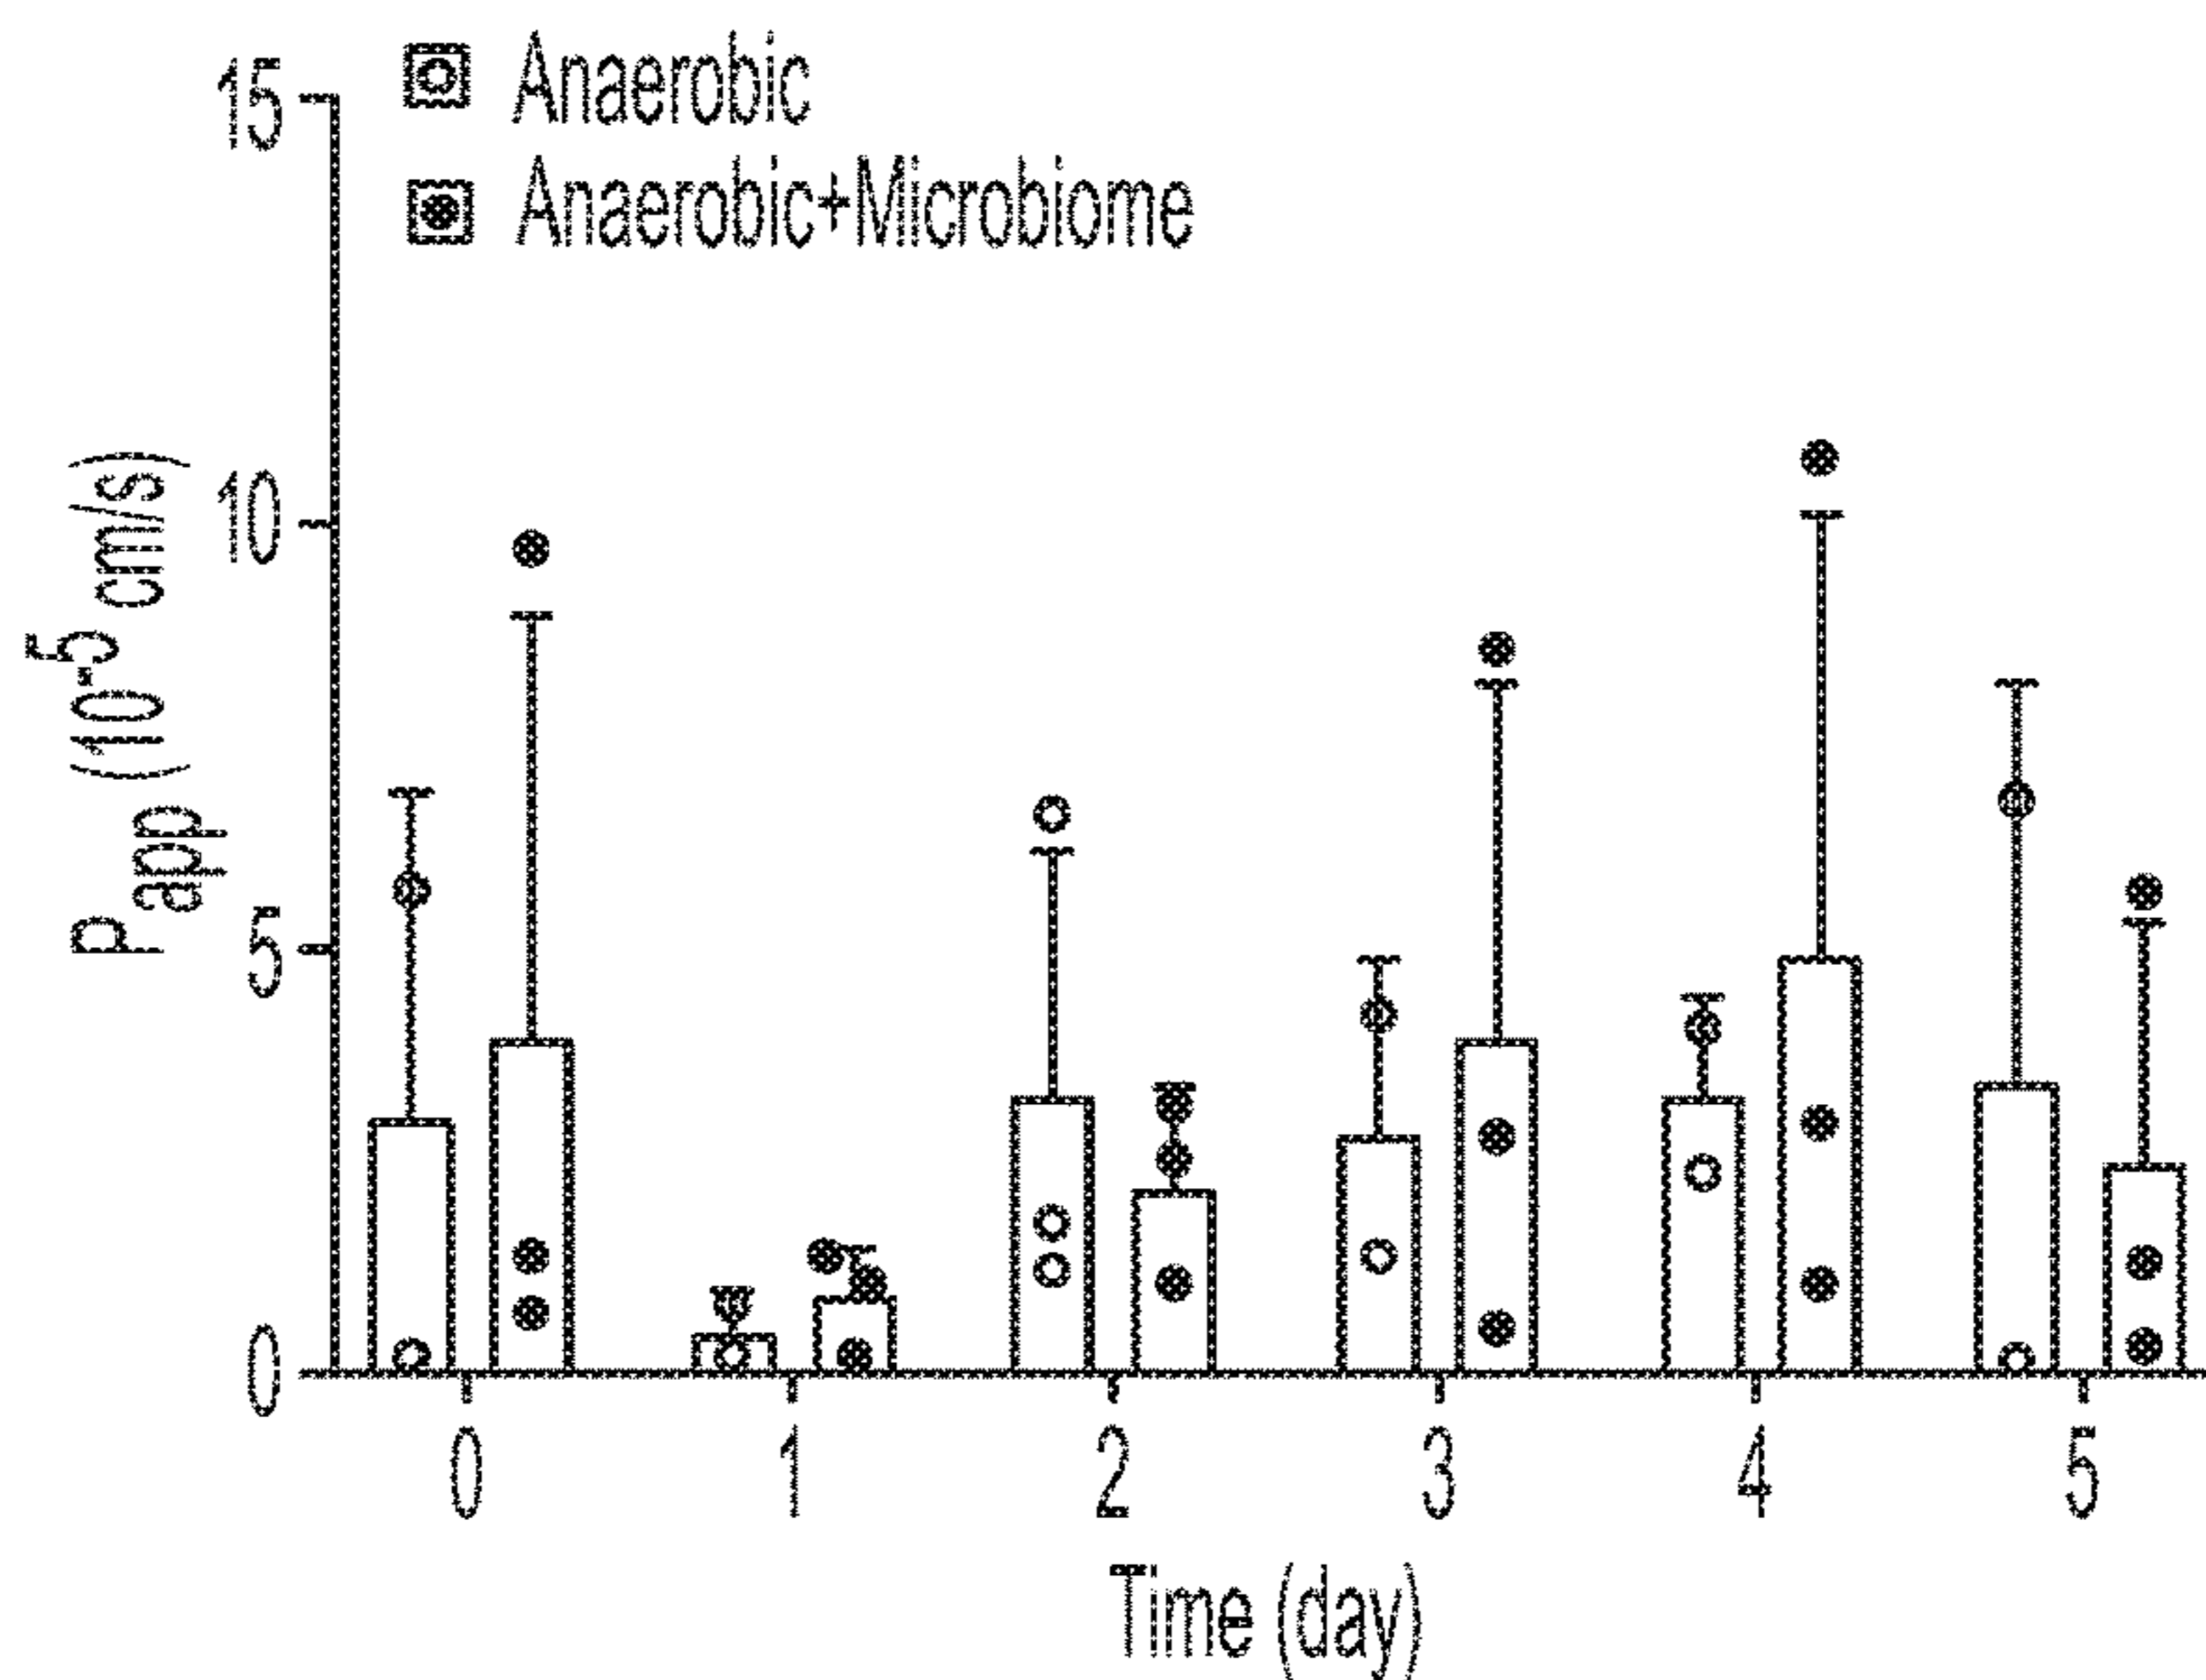 Anaerobic
Anaerobic+Microbiome
15
10
5
0
Papp (10-5 cm/s)
0 1 2 3 4 5
Time (day)